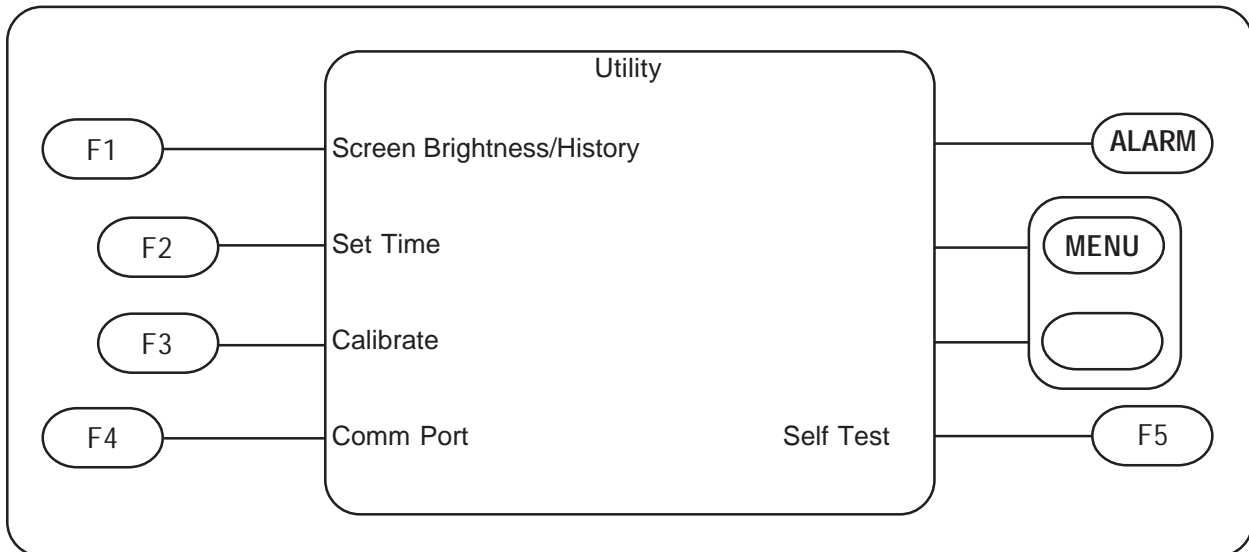 Utility
F1
Screen Brightness/History
ALARM
F2
Set Time
MENU
F3
Calibrate
F4
Comm Port
Self Test
F5